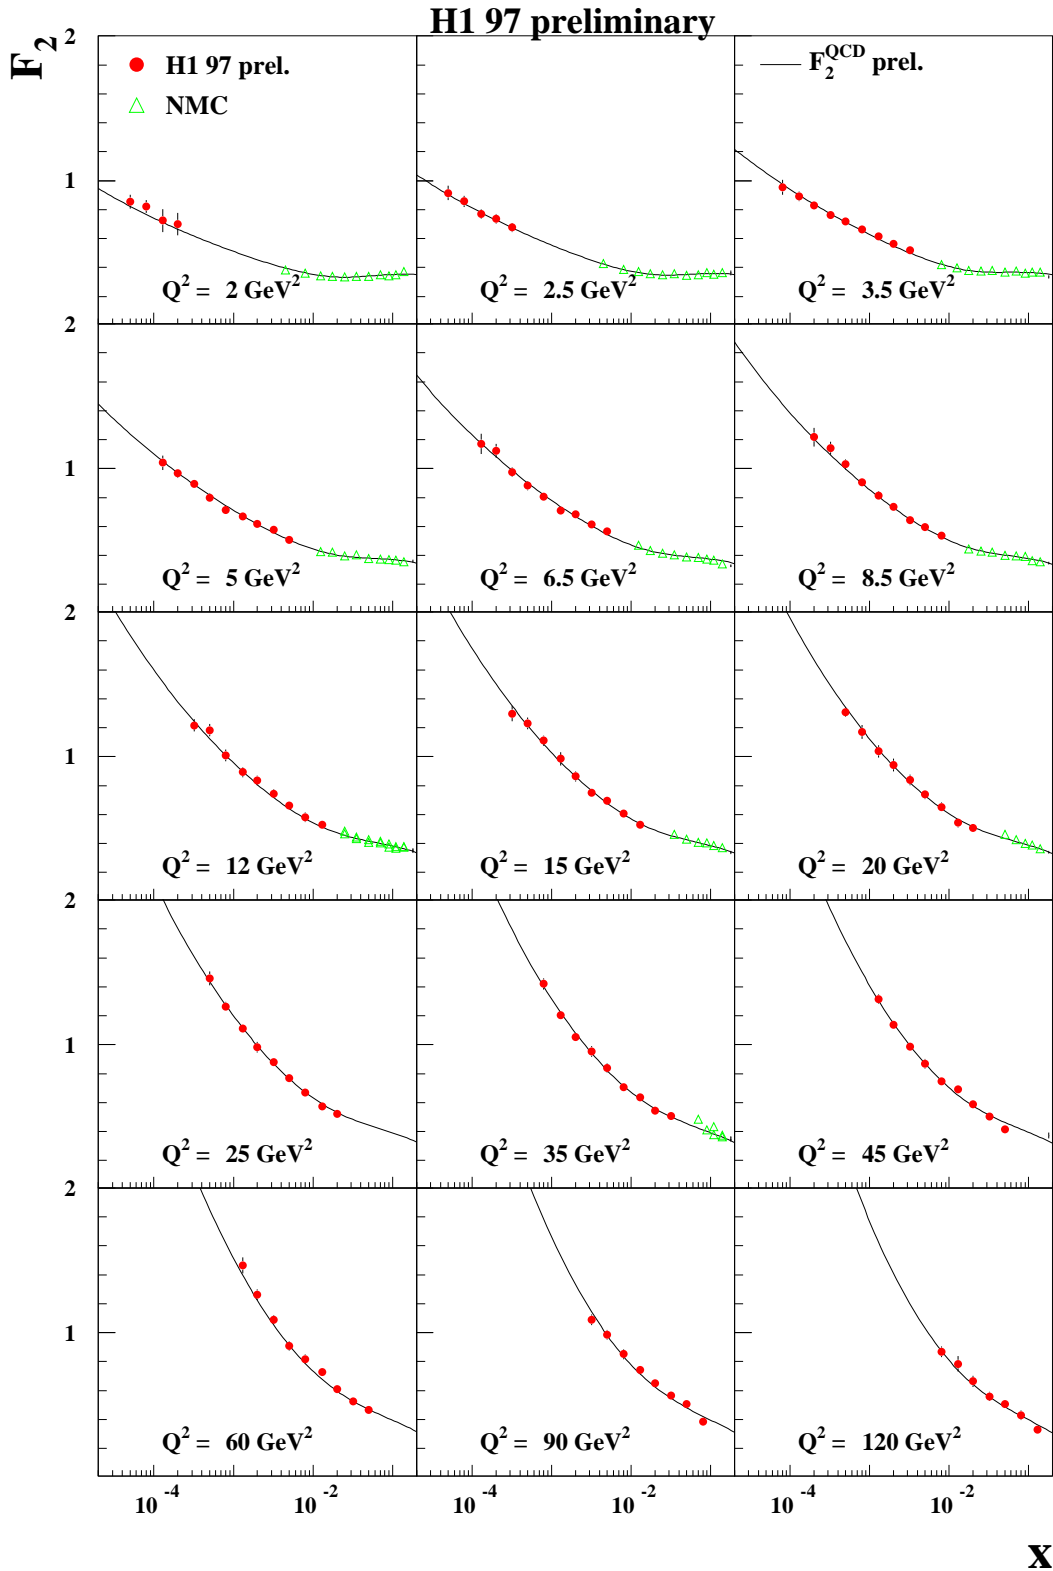 H1 97 preliminary
F₂
2
H1 97 prel.
NMC
F₂^QCD prel.
1
Q² = 2 GeV²
Q² = 2.5 GeV²
Q² = 3.5 GeV²
2
1
Q² = 5 GeV²
Q² = 6.5 GeV²
Q² = 8.5 GeV²
2
1
Q² = 12 GeV²
Q² = 15 GeV²
Q² = 20 GeV²
2
1
Q² = 25 GeV²
Q² = 35 GeV²
Q² = 45 GeV²
2
1
Q² = 60 GeV²
Q² = 90 GeV²
Q² = 120 GeV²
10⁻⁴ 10⁻² 10⁻⁴ 10⁻² 10⁻⁴ 10⁻²
x